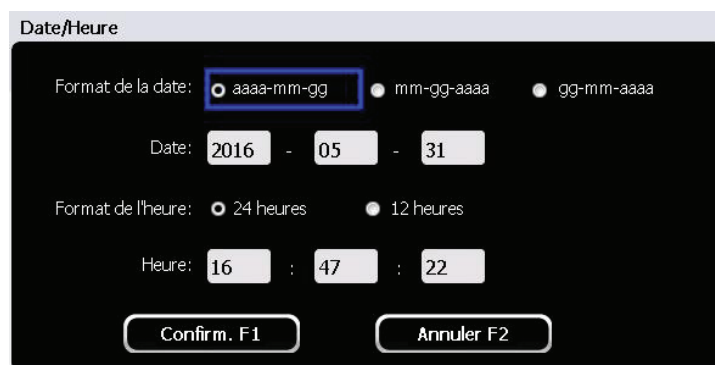 Date/Heure
Format de la date: aaaa-mm-gg mm-gg-aaaa gg-mm-aaaa
Date: 2016 - 05 - 31
Format de l'heure: 24 heures 12 heures
Heure: 16 : 47 : 22
Confirm. F1 Annuler F2